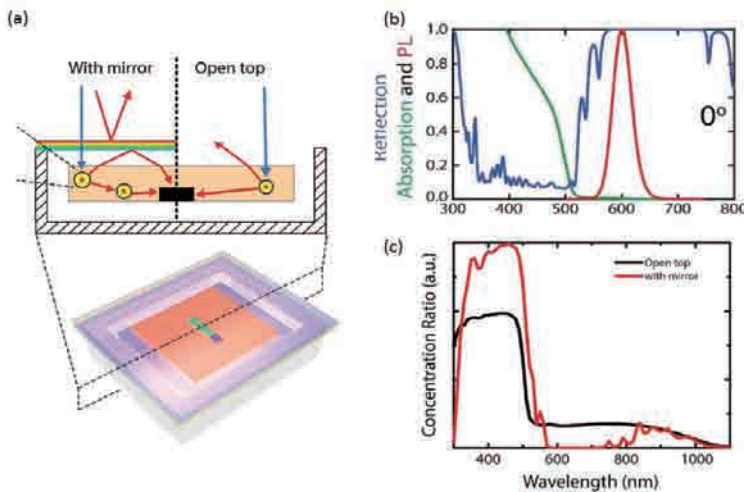 (a)
With mirror
Open top
(b)
Reflection
Absorption and PL
1.0
0.8
0.6
0.4
0.2
0.0
0°
300 400 500 600 700 800
(c)
Concentration Ratio (a.u.)
Open top
with mirror
400 600 800 1000
Wavelength (nm)